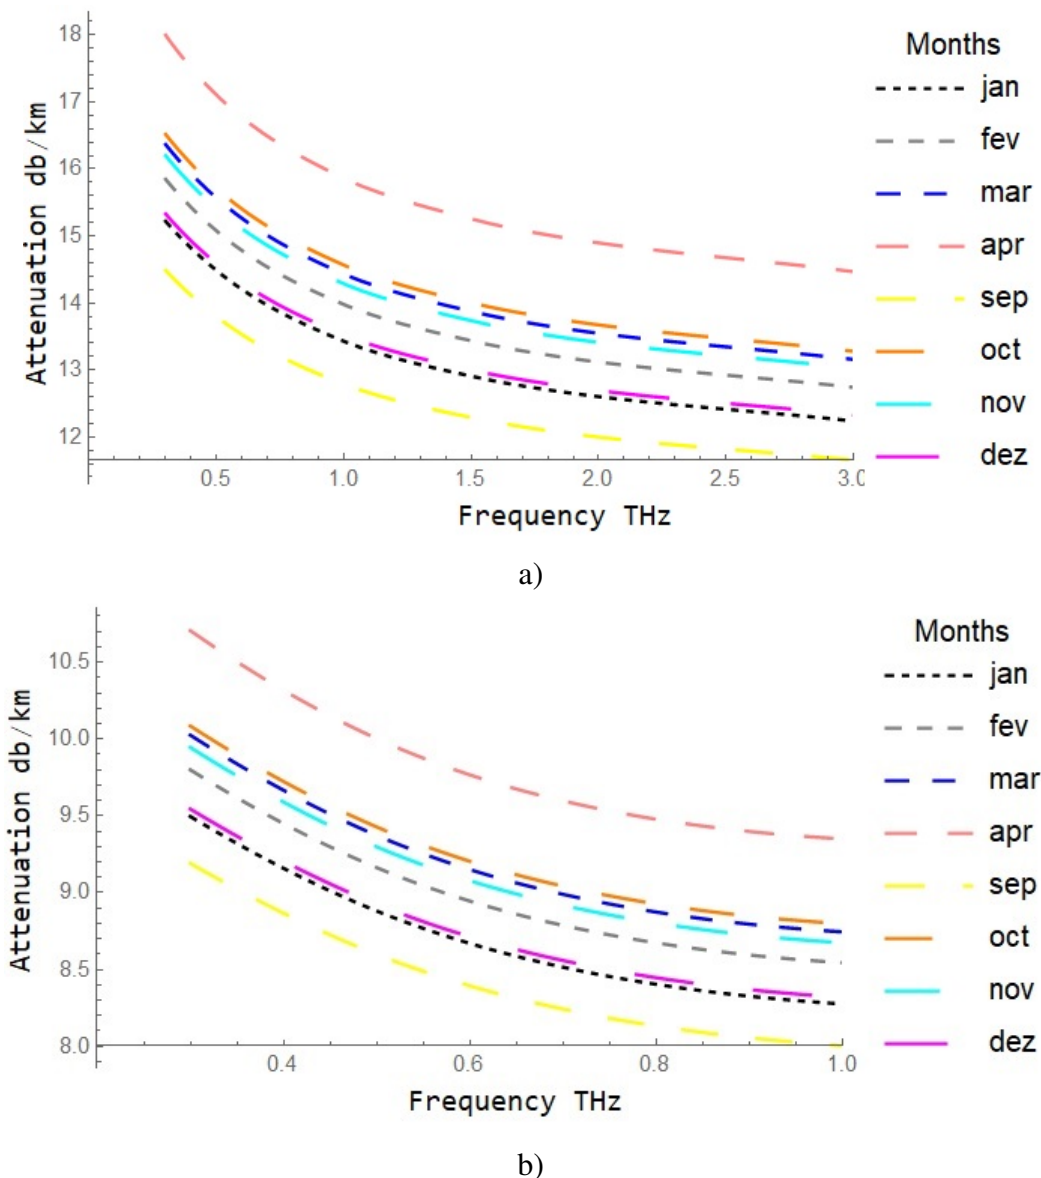 Months
jan
fev
mar
apr
sep
oct
nov
dez
Attenuation db/km
18
17
16
15
14
13
12
0.5 1.0 1.5 2.0 2.5 3.0
Frequency THz
a)
Months
jan
fev
mar
apr
sep
oct
nov
dez
Attenuation db/km
10.5
10.0
9.5
9.0
8.5
8.0
0.4 0.6 0.8 1.0
Frequency THz
b)